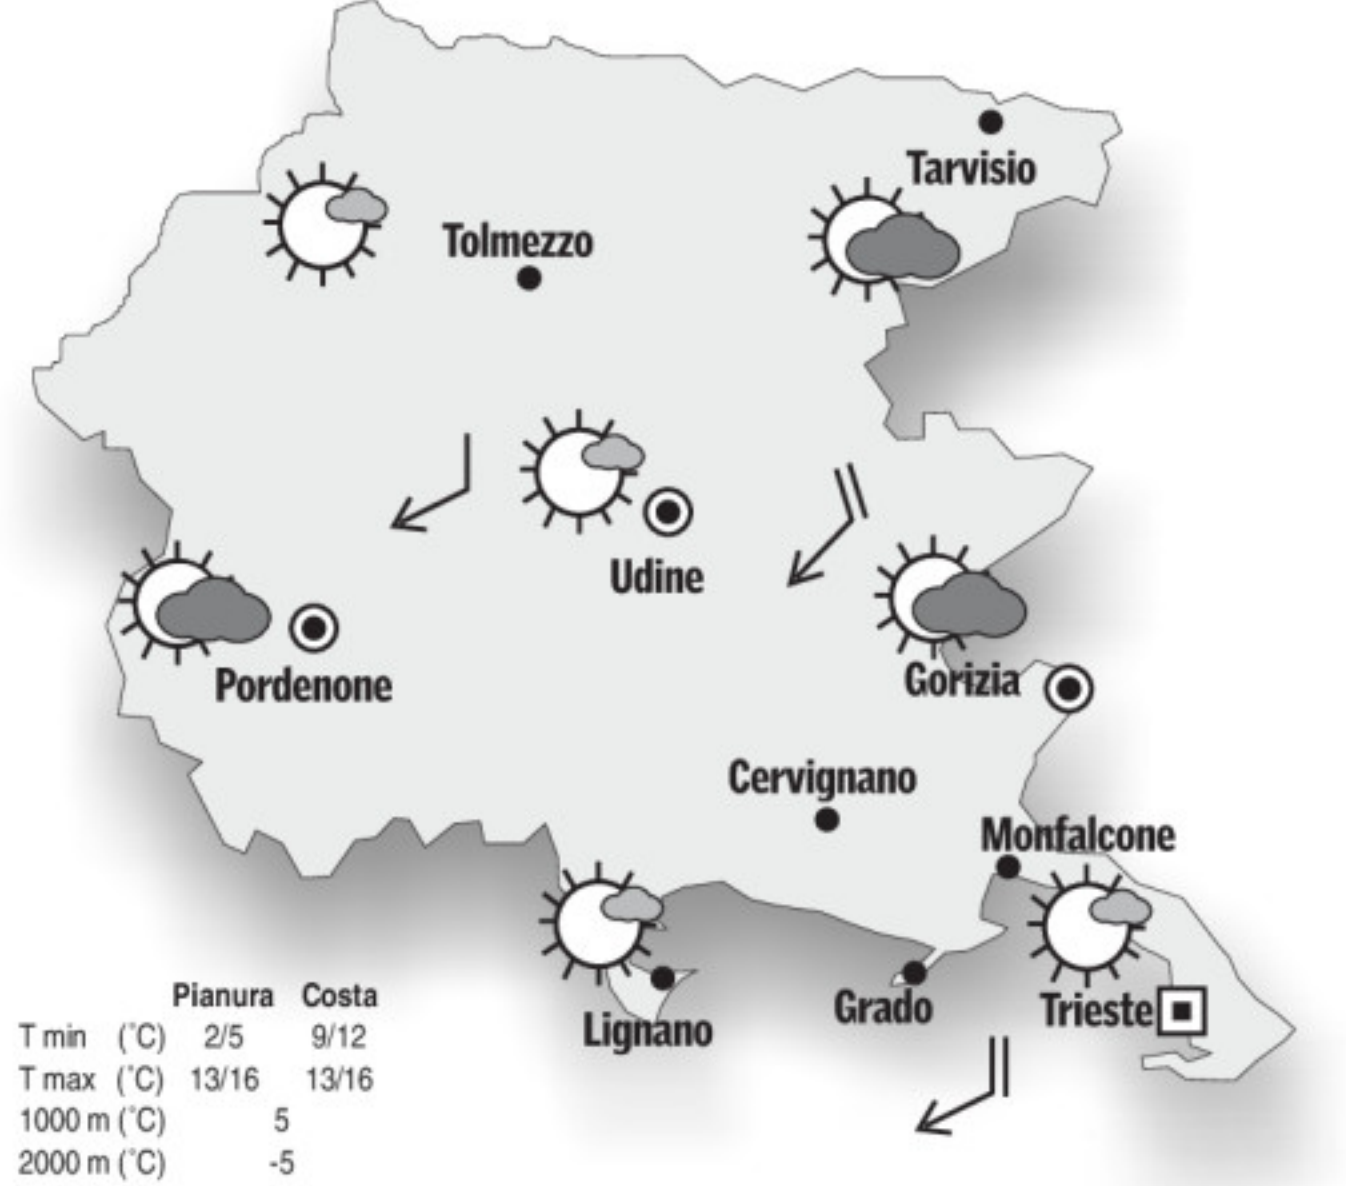 Tarvisio
Tolmezzo
Udine
Pordenone
Gorizia
Cervignano
Monfalcone
Grado
Trieste
Lignano
Pianura Costa
T min (°C) 2/5 9/12
T max (°C) 13/16 13/16
1000 m (°C) 5
2000 m (°C) -5